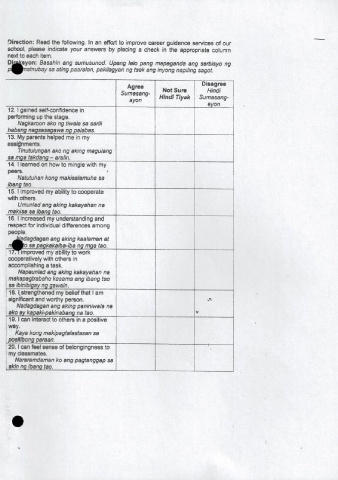 Direction: Read the following. In an effort to improve career guidance services of our
school, please indicate your answers by placing a check in the appropriate column
next to each item.
Direksyon: Basahin ang sumusunod. Upang lalo pang mapaganda ang serbisyo ng
sa ating paaralan, pakilagyan ng tsek ang inyong napiling sagot.
Agree
Sumasang-
ayon
Not Sure
Hindi Tiyak
Disagree
Hindi
Sumasang-
ayon
12. I gained self-confidence in
performing up the stage.
Nagkaroon ako ng tiwala sa sarili
habang nagsasagawa ng palabas.
13. My parents helped me in my
assignments.
Tinutulungan ako ng aking magulang
sa mga takdang – aralin.
14. I learned on how to mingle with my
peers.
Natutuhan kong makisalamuha sa
ibang tao.
15. I improved my ability to cooperate
with others.
Umunlad ang aking kakayahan na
makiisa sa ibang tao.
16. I increased my understanding and
respect for individual differences among
people.
Nadagdagan ang aking kaalaman at
sa pagkakaiba-iba ng mga tao.
17. I improved my ability to work
cooperatively with others in
accomplishing a task.
Napaunlad ang aking kakayahan na
makapagtrabaho kasama ang ibang tao
sa ibinibigay ng gawain.
18. I strengthened my belief that I am
significant and worthy person.
Nadagdagan ang aking paniniwala na
ako ay kapaki-pakinabang na tao.
19. I can interact to others in a positive
way.
Kaya kong makipagtalastasan sa
positibong paraan.
20. I can feel sense of belongingness to
my classmates.
Nararamdaman ko ang pagtanggap sa
akin ng ibang tao.